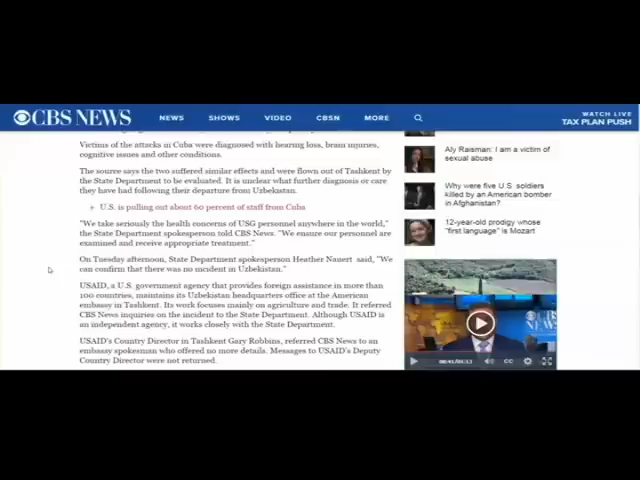 CBS NEWS
NEWS
SHOWS
VIDEO
CBSN
MORE
WATCH LIVE
TAX PLAN PUSH
Victims of the attacks in Cuba were diagnosed with hearing loss, brain injuries,
cognitive issues and other conditions.
The source says the two suffered similar effects and were flown out of Tashkent by
the State Department to be evaluated. It is unclear what further diagnosis or care
they have had following their departure from Uzbekistan.
U.S. is pulling out about 60 percent of staff from Cuba
"We take seriously the health concerns of USG personnel anywhere in the world,"
the State Department spokesperson told CBS News. "We ensure our personnel are
examined and receive appropriate treatment."
On Tuesday afternoon, State Department spokesperson Heather Nauert said, "We
can confirm that there was no incident in Uzbekistan."
USAID, a U.S. government agency that provides foreign assistance in more than
100 countries, maintains its Uzbekistan headquarters office at the American
embassy in Tashkent. Its work focuses mainly on agriculture and trade. It referred
CBS News inquiries on the incident to the State Department. Although USAID is
an independent agency, it works closely with the State Department.
USAID's Country Director in Tashkent Gary Robbins, referred CBS News to an
embassy spokesman who offered no more details. Messages to USAID's Deputy
Country Director were not returned.
Aly Raisman: I am a victim of
sexual abuse
Why were five U.S. soldiers
killed by an American bomber
in Afghanistan?
12-year-old prodigy whose
"first language" is Mozart
CBS
NEWS
CC